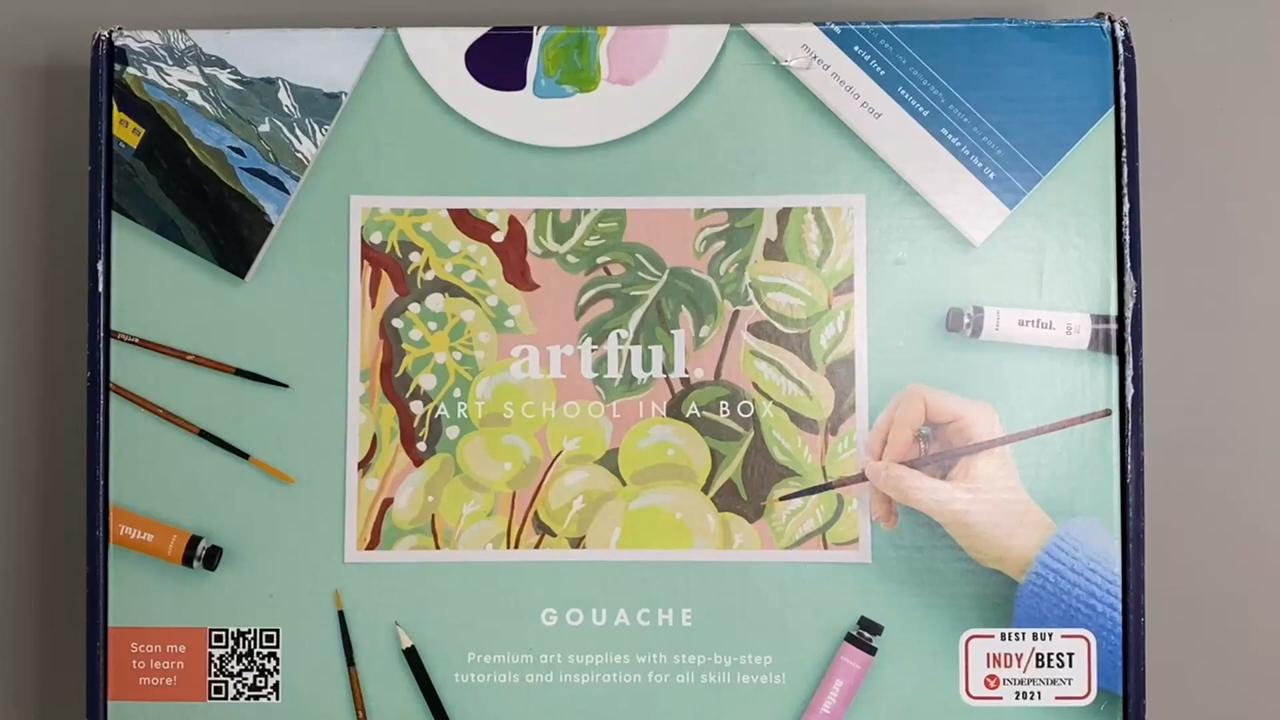 mixed media pad
acid free
textured
made in the UK
artful.
ART SCHOOL IN A BOX
artful.
001
artful
artful.
GOUACHE
Premium art supplies with step-by-step
tutorials and inspiration for all skill levels!
Scan me
to learn
more!
artful.
BEST BUY
INDY/BEST
INDEPENDENT
2021